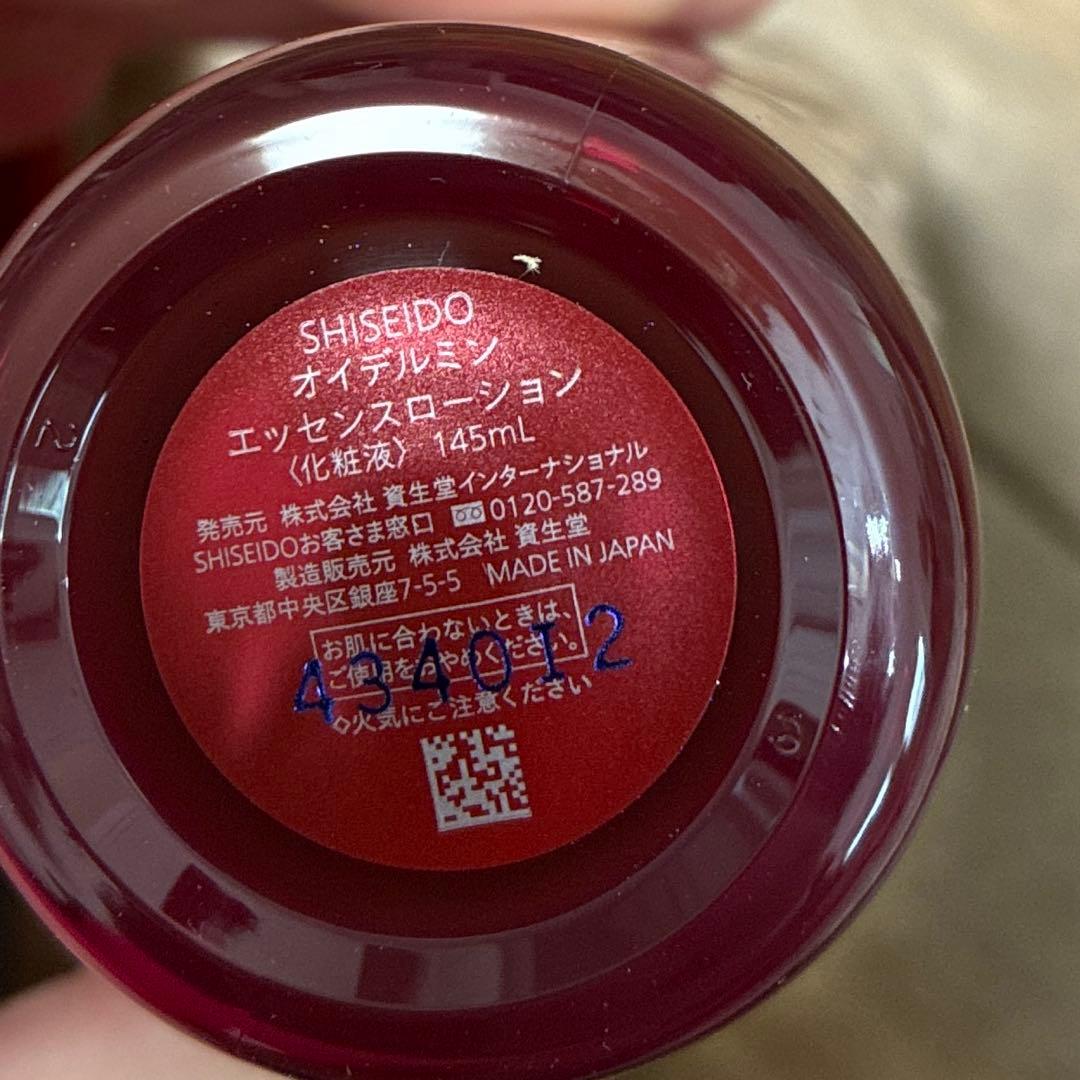 SHISEIDO
オイデルミン
エッセンスローション
〈化粧液〉 145mL
発売元 株式会社 資生堂インターナショナル
SHISEIDOお客さま窓口 0120-587-289
製造販売元 株式会社 資生堂
東京都中央区銀座7-5-5 MADE IN JAPAN
お肌に合わないときは、
ご使用をおやめください。
4340I2
◇火気にご注意ください